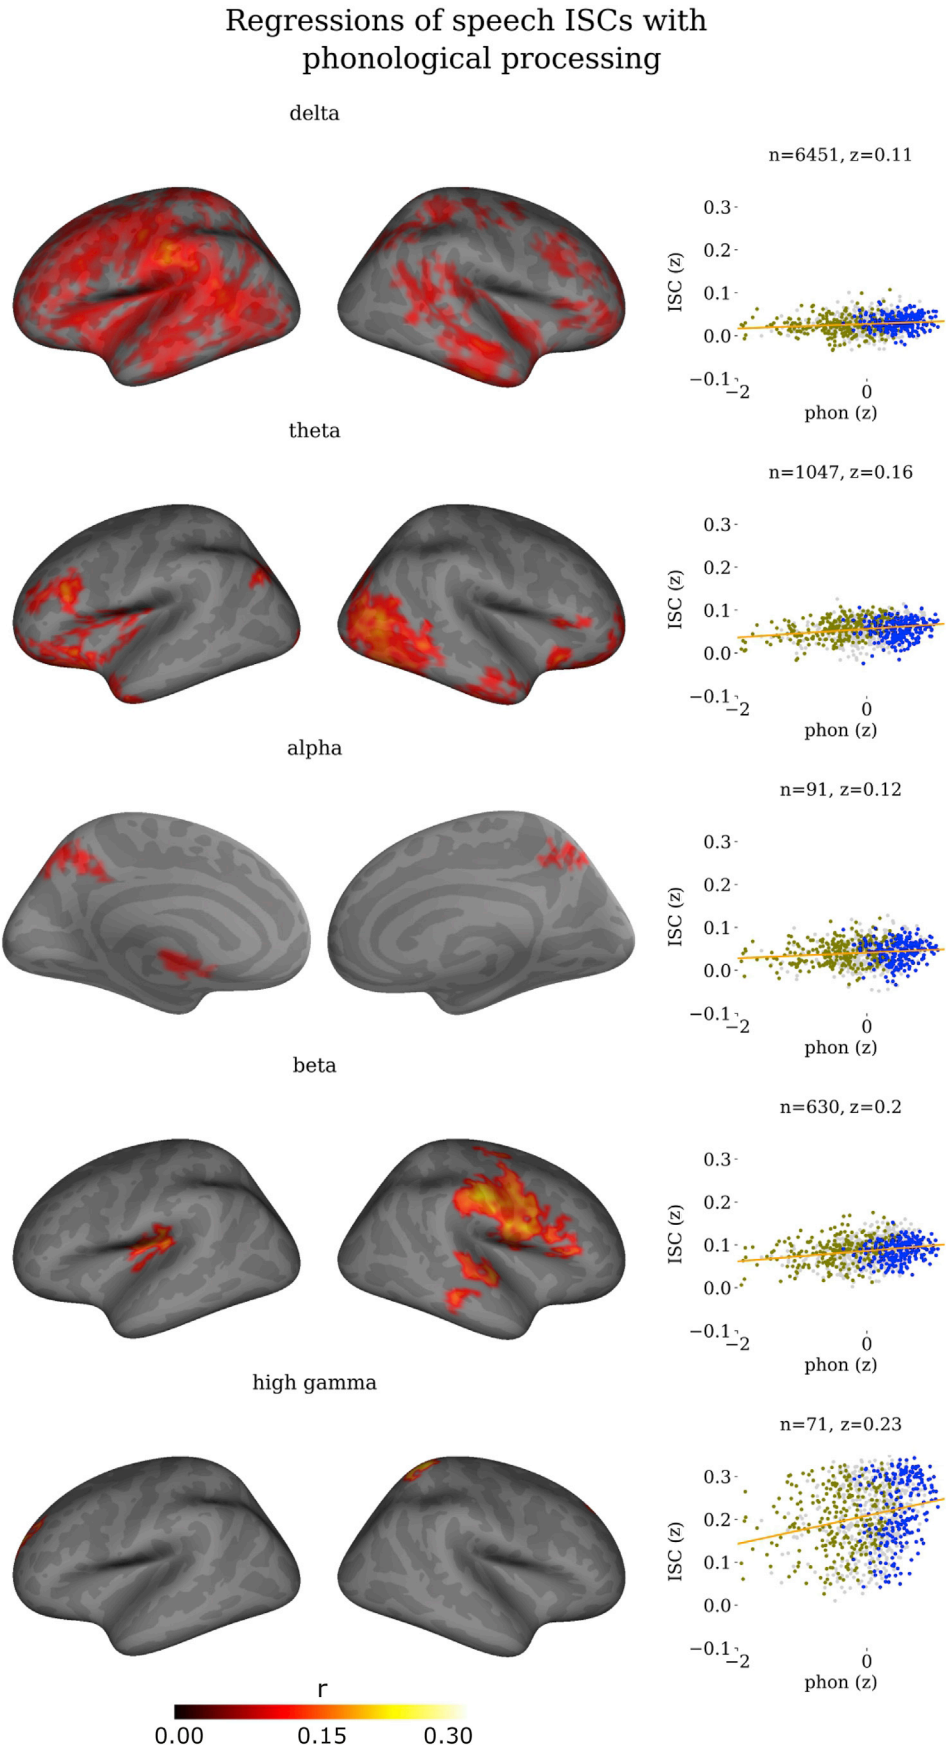 Regressions of speech ISCs with
phonological processing
delta
n=6451, z=0.11
0.3
0.2
0.1
0.0
−0.1
ISC (z)
−2 0
phon (z)
theta
n=1047, z=0.16
0.3
0.2
0.1
0.0
−0.1
ISC (z)
−2 0
phon (z)
alpha
n=91, z=0.12
0.3
0.2
0.1
0.0
−0.1
ISC (z)
−2 0
phon (z)
beta
n=630, z=0.2
0.3
0.2
0.1
0.0
−0.1
ISC (z)
−2 0
phon (z)
high gamma
n=71, z=0.23
0.3
0.2
0.1
0.0
−0.1
ISC (z)
−2 0
phon (z)
r
0.00 0.15 0.30